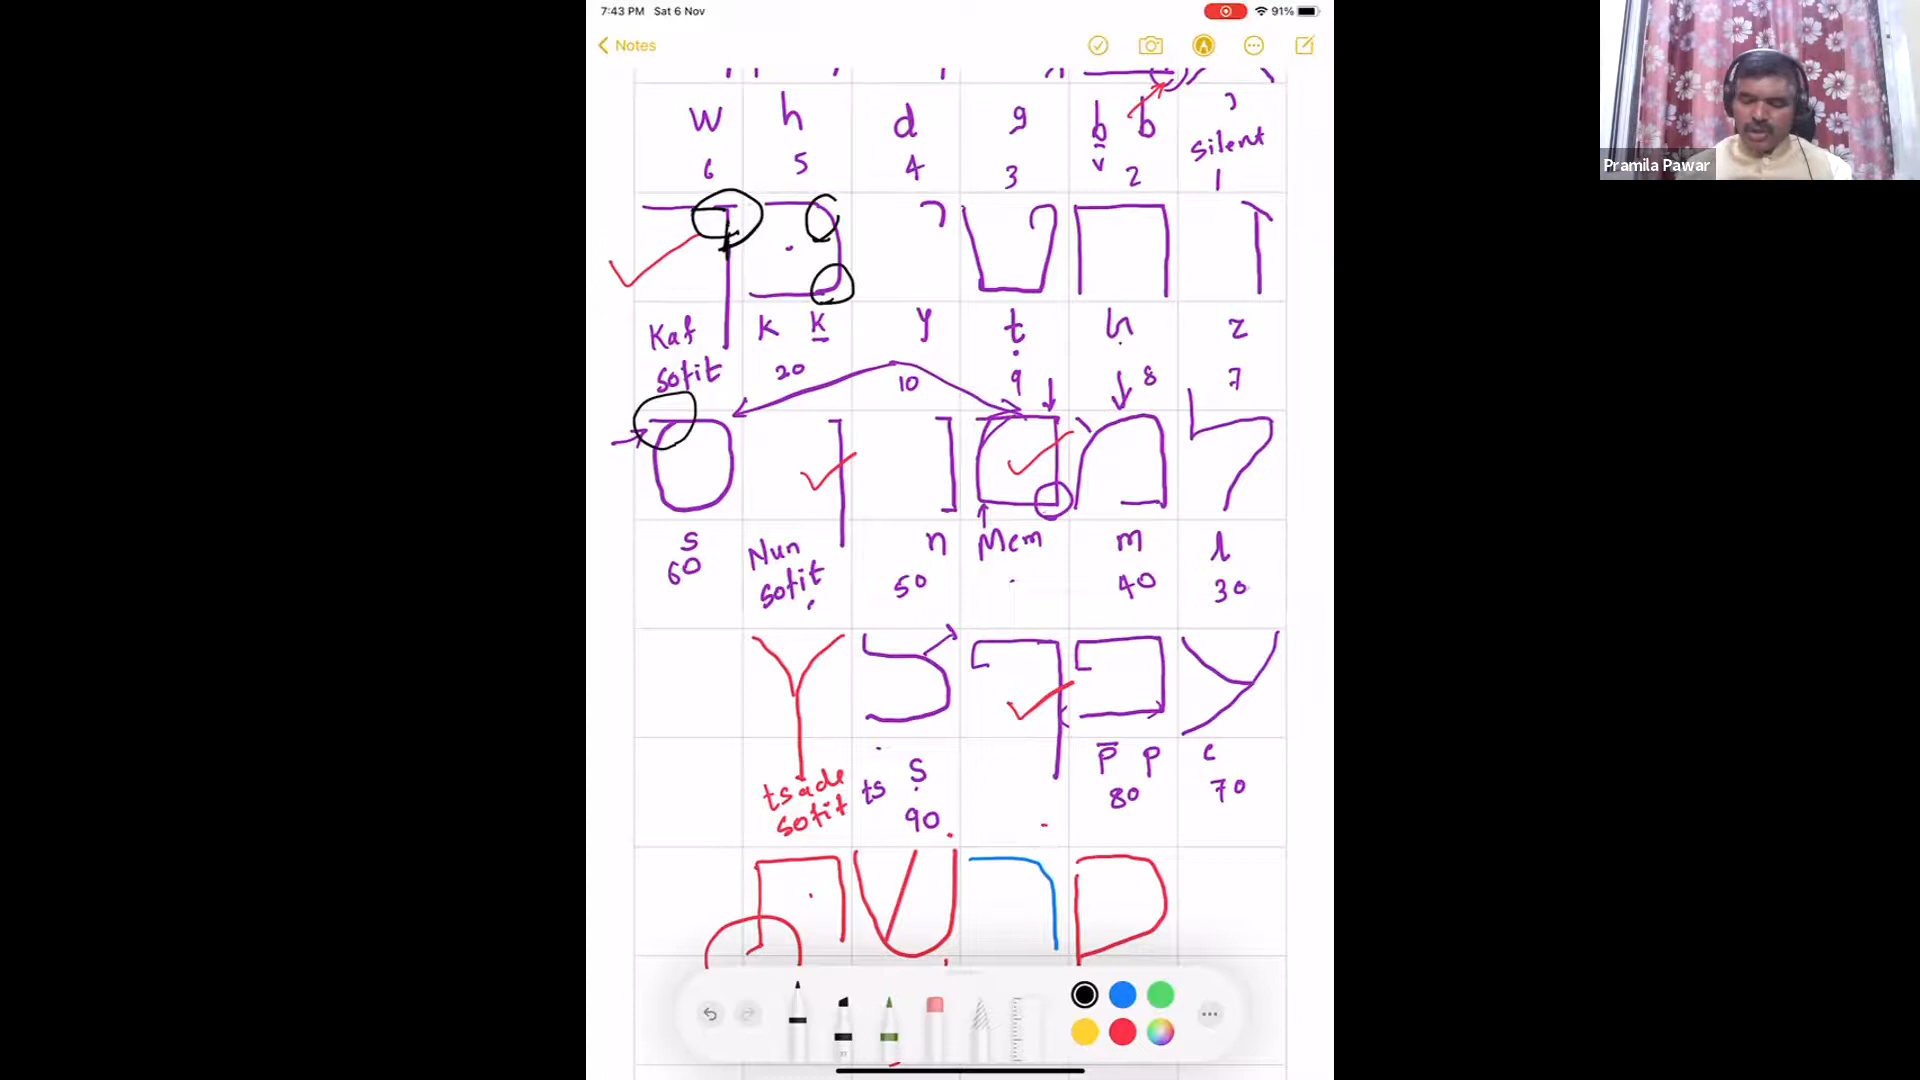 7:43 PM Sat 6 Nov
91%
Notes
Pramila Pawar
w h d g b b ʾ
v silent
6 5 4 3 2 1
ך כּ י ט ח ז
Kaf sofit k k y t h z
20 10 9 8 7
ס ן נ ם מ ל
s Nun sofit n Mem m l
60 50 40 30
ץ צ ף פ ע
tsade sofit ts s p p c
90 80 70
תּ ש ר ק